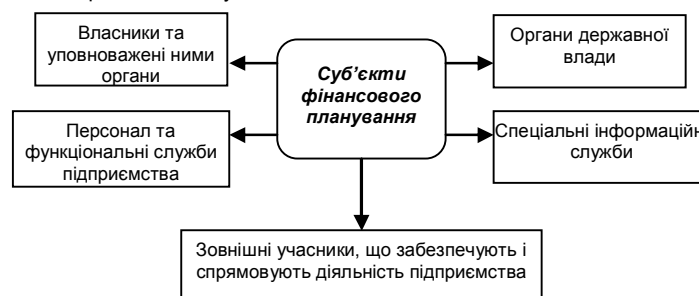 Власники та
уповноважені ними
органи
Суб’єкти
фінансового
планування
Органи державної
влади
Персонал та
функціональні служби
підприємства
Спеціальні інформаційн
служби
Зовнішні учасники, що забезпечують і
спрямовують діяльність підприємства